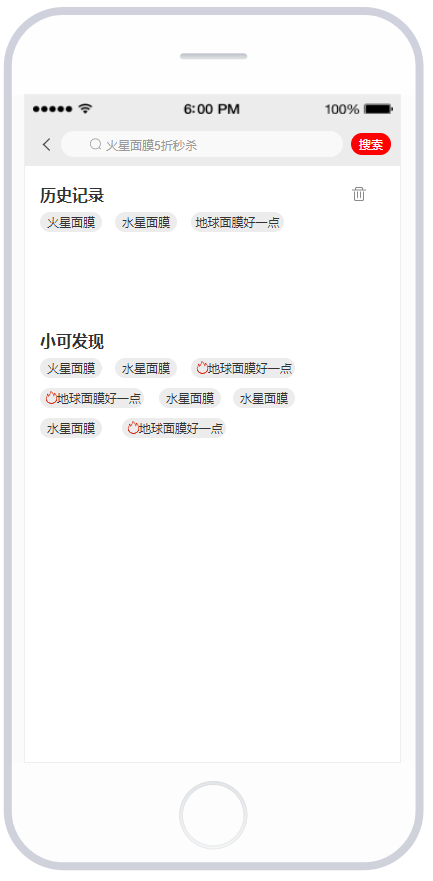 6:00 PM 100%
火星面膜5折秒杀 搜索
历史记录
火星面膜 水星面膜 地球面膜好一点
小可发现
火星面膜 水星面膜 地球面膜好一点
地球面膜好一点 水星面膜 水星面膜
水星面膜 地球面膜好一点